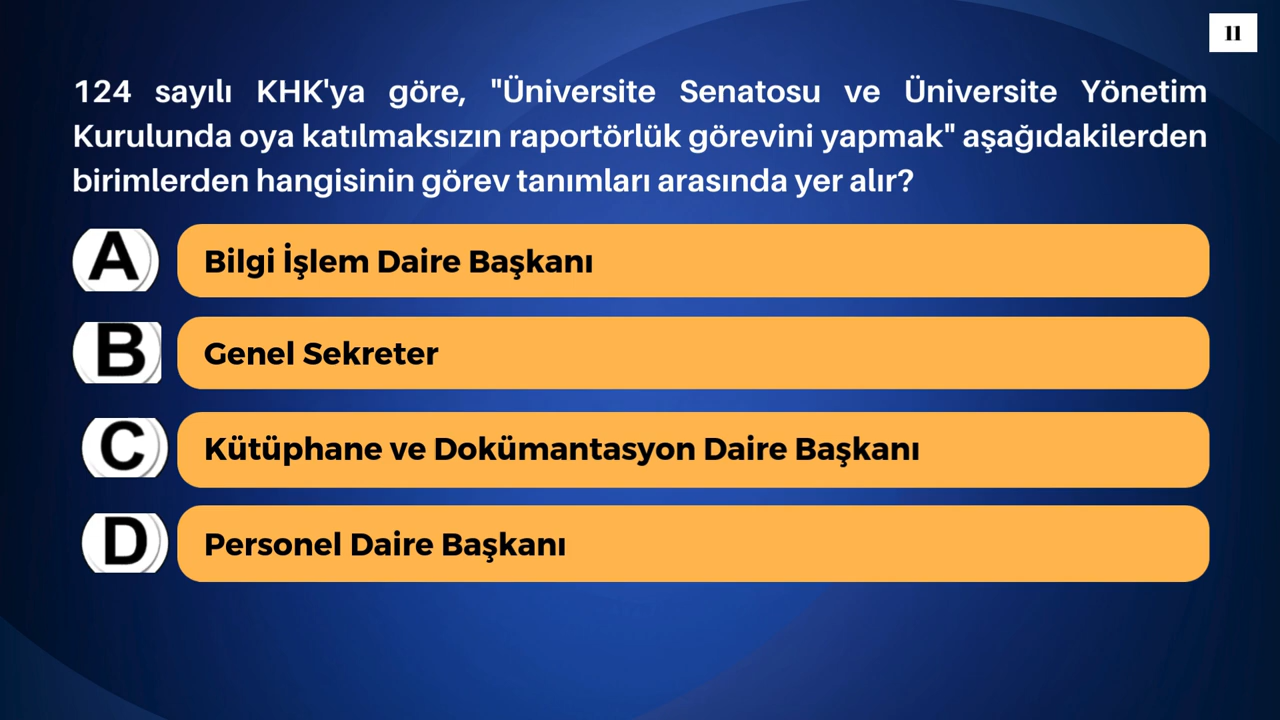 11
124 sayılı KHK'ya göre, "Üniversite Senatosu ve Üniversite Yönetim
Kurulunda oya katılmaksızın raportörlük görevini yapmak" aşağıdakilerden
birimlerden hangisinin görev tanımları arasında yer alır?
A Bilgi İşlem Daire Başkanı
B Genel Sekreter
C Kütüphane ve Dokümantasyon Daire Başkanı
D Personel Daire Başkanı